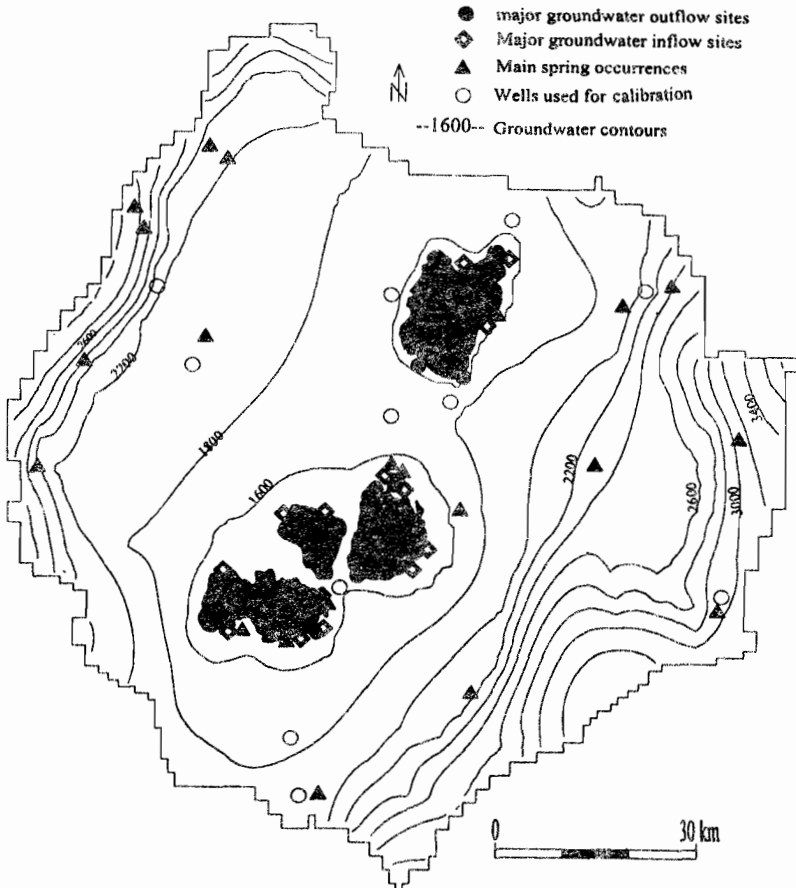 major groundwater outflow sites
Major groundwater inflow sites
Main spring occurrences
N
Wells used for calibration
--1600-- Groundwater contours
2600
2200
1800
1600
2200
2600
3000
3400
0 30 km